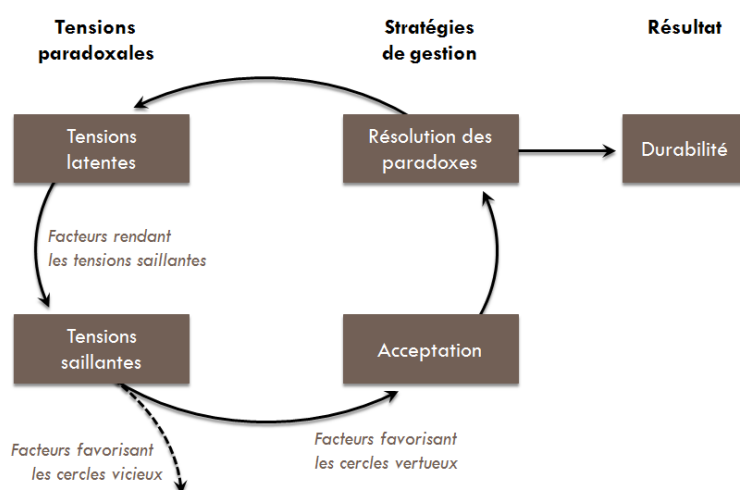 Tensions
paradoxales
Stratégies
de gestion
Résultat
Tensions
latentes
Résolution des
paradoxes
Durabilité
Facteurs rendant
les tensions saillantes
Tensions
saillantes
Acceptation
Facteurs favorisant
les cercles vicieux
Facteurs favorisant
les cercles vertueux